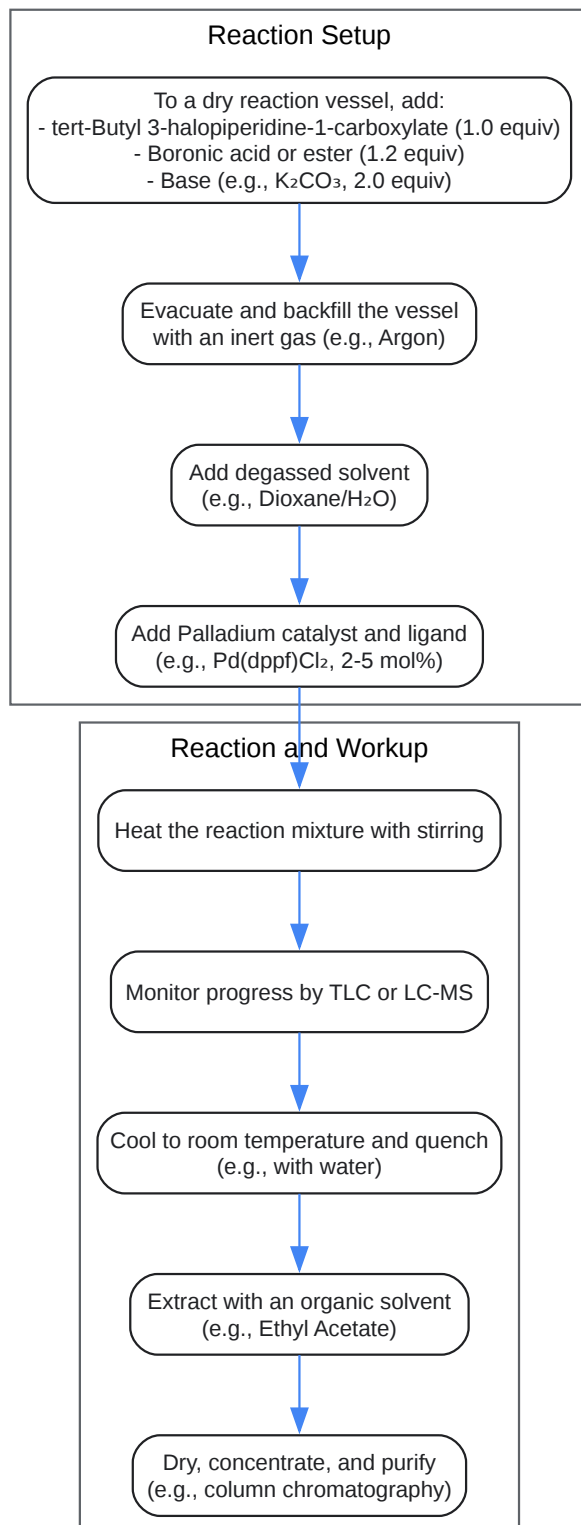 Reaction Setup
To a dry reaction vessel, add:
- tert-Butyl 3-halopiperidine-1-carboxylate (1.0 equiv)
- Boronic acid or ester (1.2 equiv)
- Base (e.g., K₂CO₃, 2.0 equiv)
Evacuate and backfill the vessel
with an inert gas (e.g., Argon)
Add degassed solvent
(e.g., Dioxane/H₂O)
Add Palladium catalyst and ligand
(e.g., Pd(dppf)Cl₂, 2-5 mol%)
Reaction and Workup
Heat the reaction mixture with stirring
Monitor progress by TLC or LC-MS
Cool to room temperature and quench
(e.g., with water)
Extract with an organic solvent
(e.g., Ethyl Acetate)
Dry, concentrate, and purify
(e.g., column chromatography)